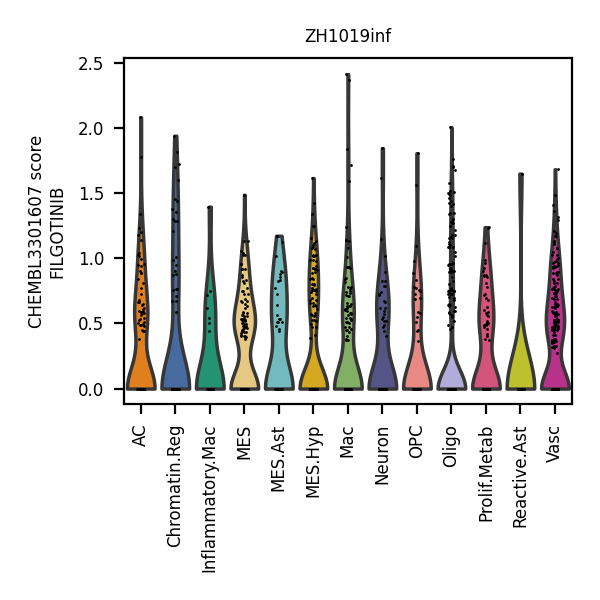 ZH1019inf
CHEMBL3301607 score
FILGOTINIB
2.5
2.0
1.5
1.0
0.5
0.0
AC
Chromatin.Reg
Inflammatory.Mac
MES
MES.Ast
MES.Hyp
Mac
Neuron
OPC
Oligo
Prolif.Metab
Reactive.Ast
Vasc